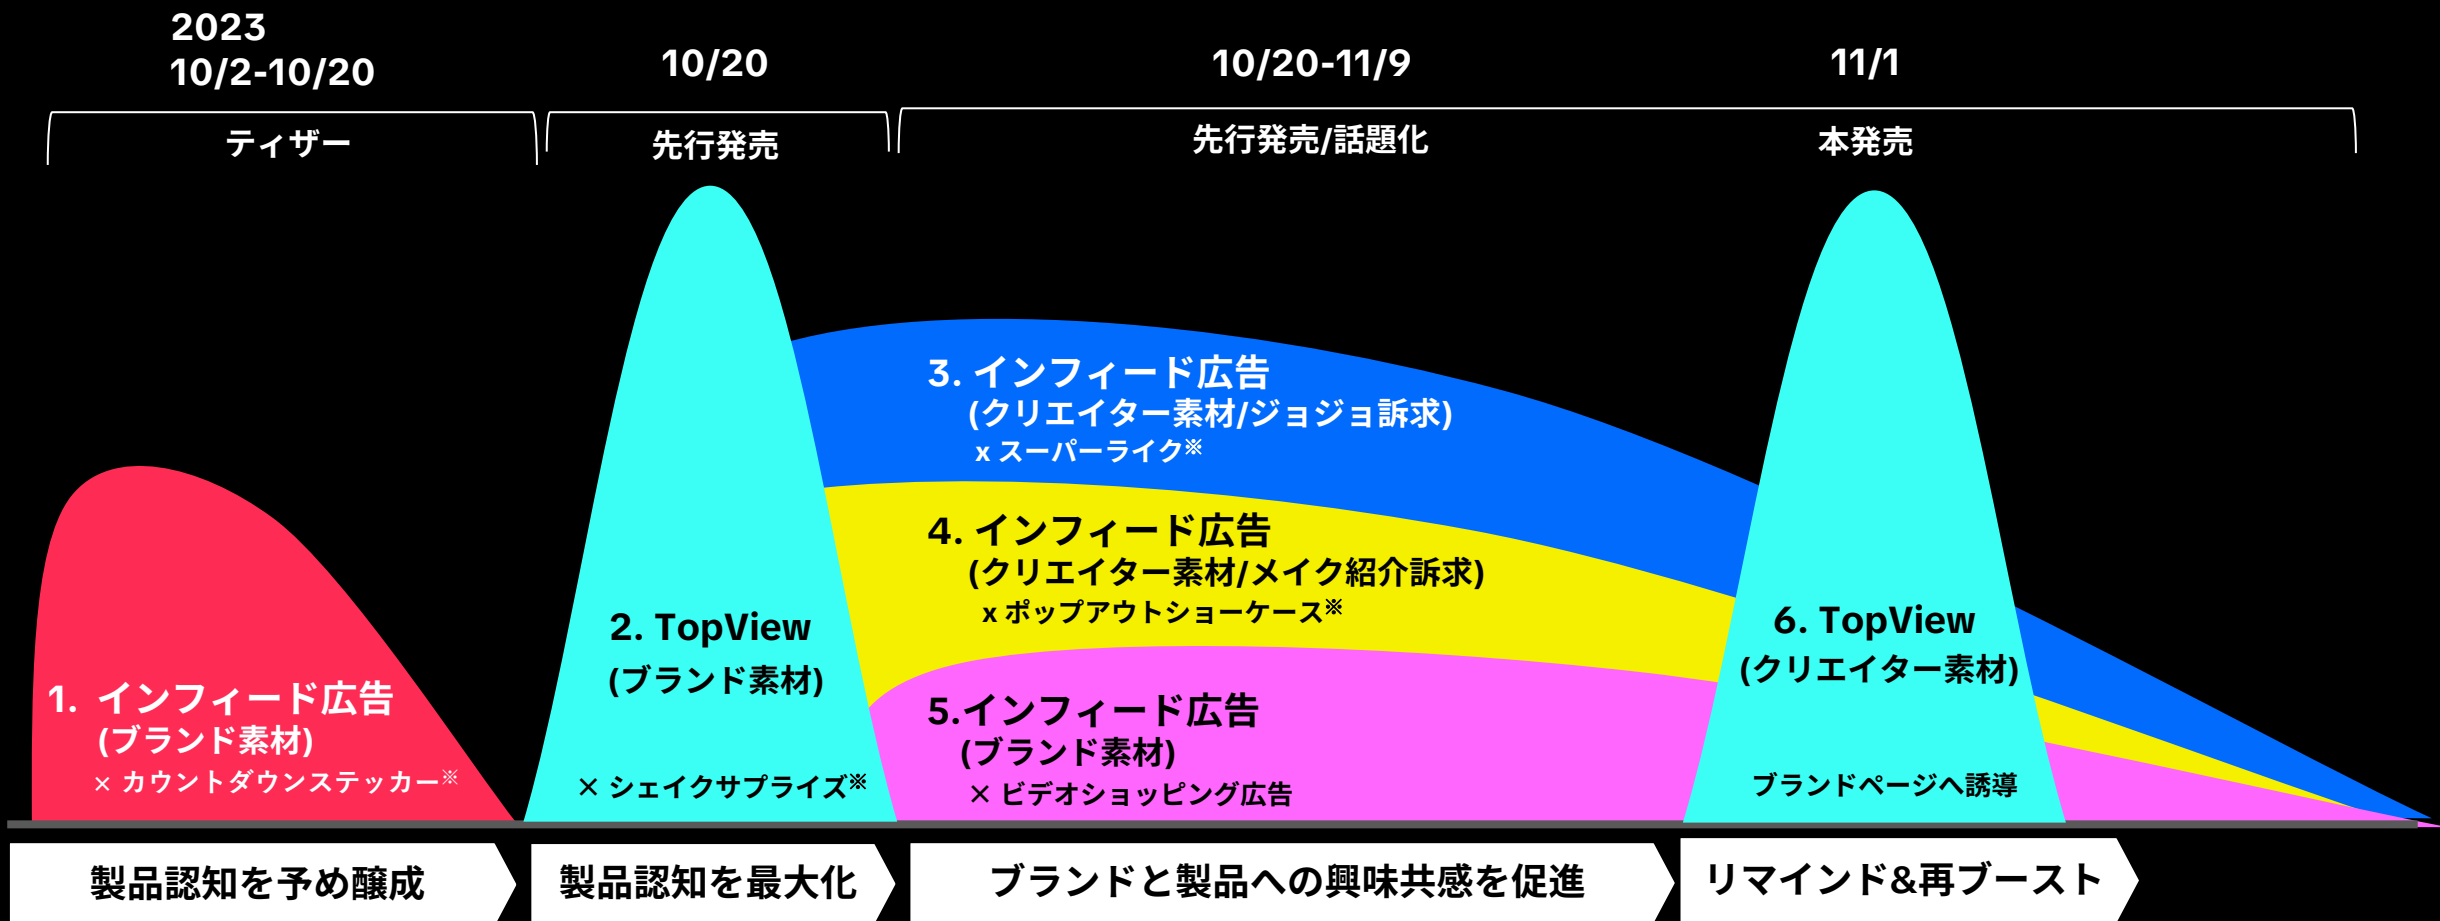 2023
10/2-10/20
10/20
10/20-11/9
11/1
ティザー
先行発売
先行発売/話題化
本発売
1. インフィード広告
(ブランド素材)
× カウントダウンステッカー※
2. TopView
(ブランド素材)
× シェイクサプライズ※
3. インフィード広告
(クリエイター素材/ジョジョ訴求)
x スーパーライク※
4. インフィード広告
(クリエイター素材/メイク紹介訴求)
x ポップアウトショーケース※
5.インフィード広告
(ブランド素材)
× ビデオショッピング広告
6. TopView
(クリエイター素材)
ブランドページへ誘導
製品認知を予め醸成
製品認知を最大化
ブランドと製品への興味共感を促進
リマインド&再ブースト